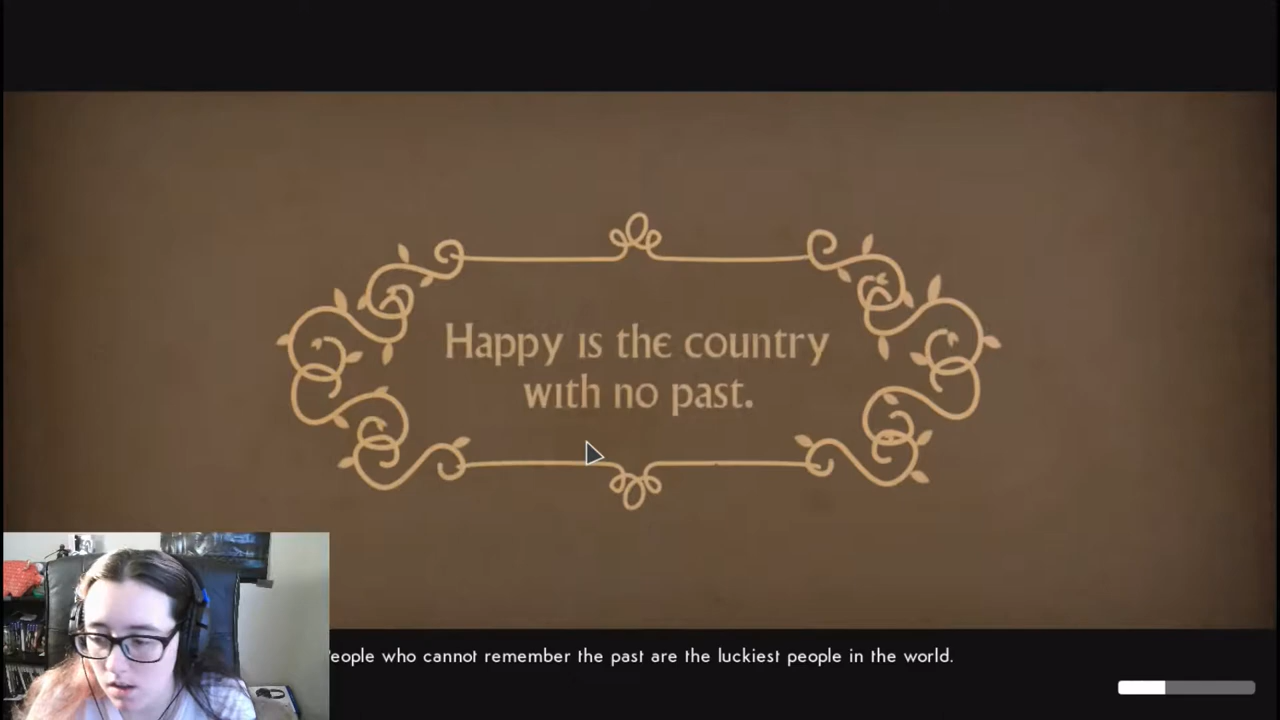 Happy is the country
with no past.
eople who cannot remember the past are the luckiest people in the world.